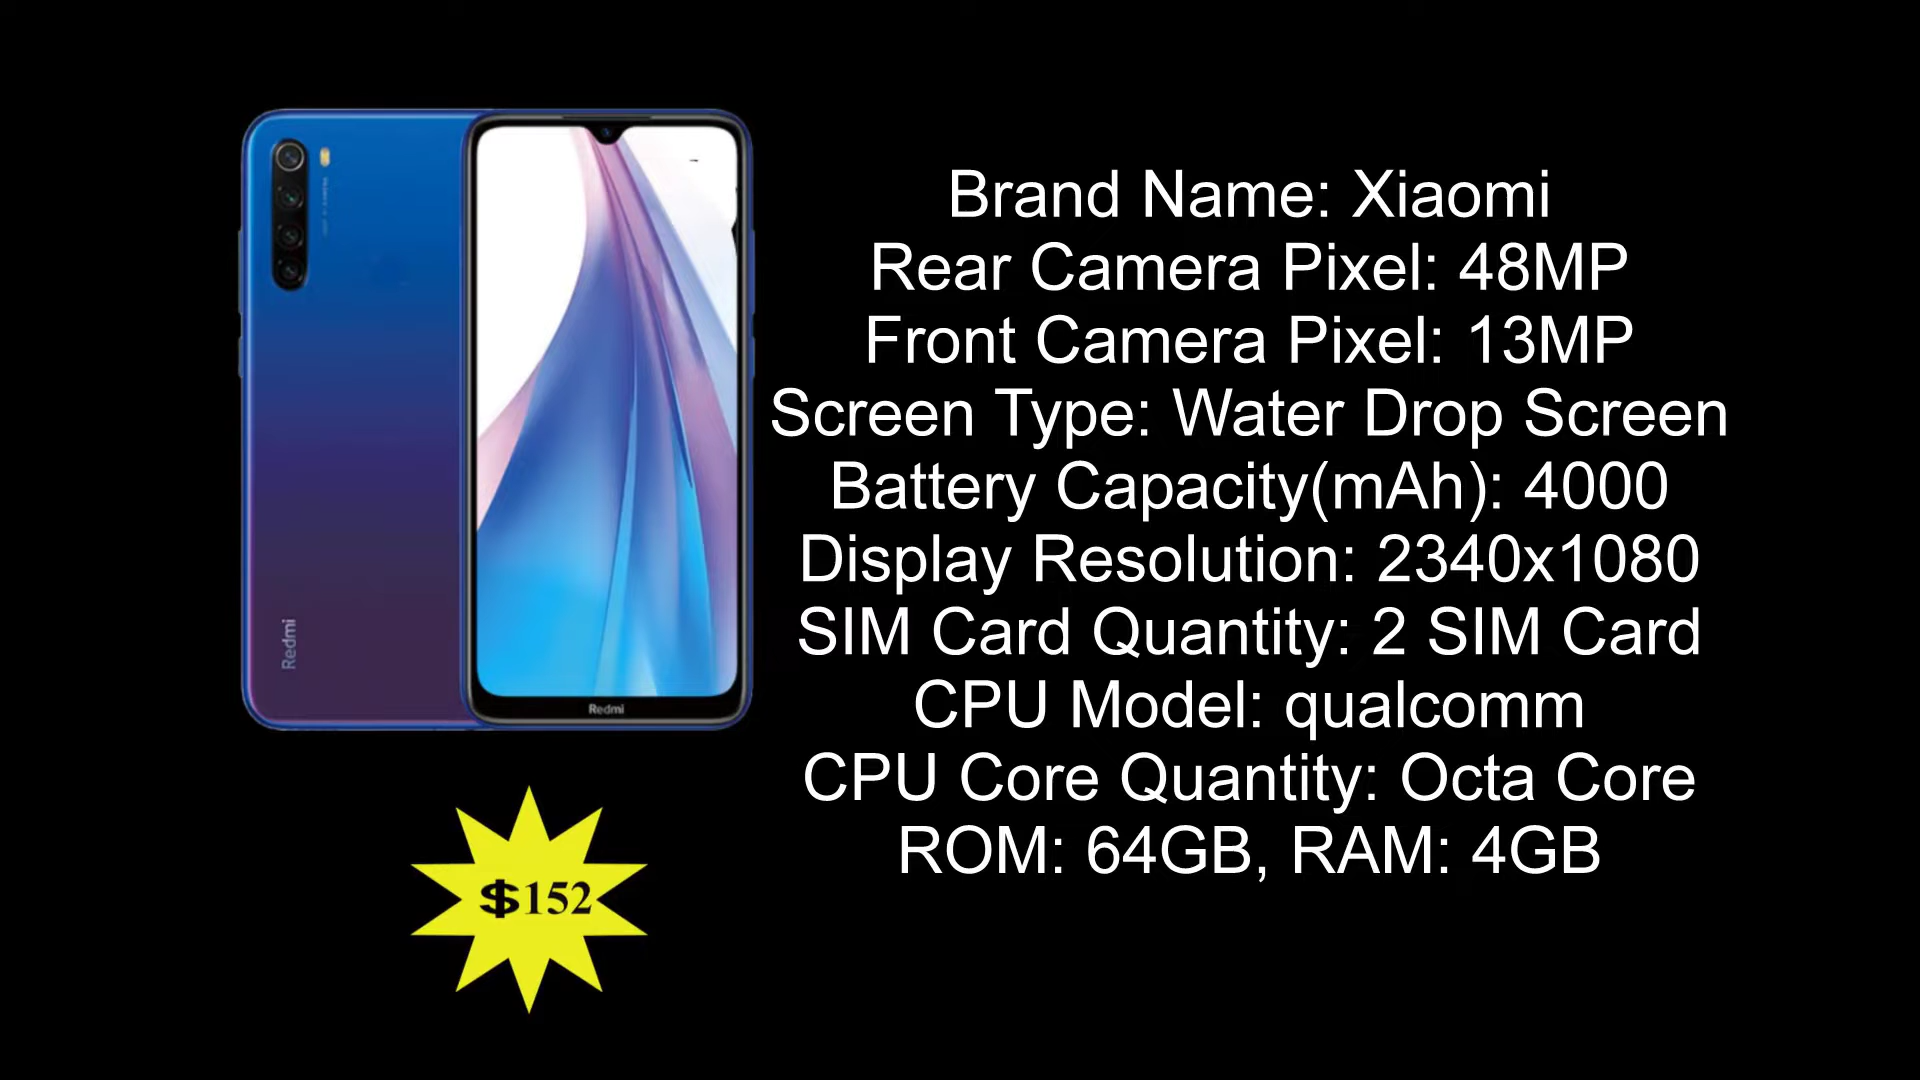 Brand Name: Xiaomi
Rear Camera Pixel: 48MP
Front Camera Pixel: 13MP
Screen Type: Water Drop Screen
Battery Capacity(mAh): 4000
Display Resolution: 2340x1080
SIM Card Quantity: 2 SIM Card
CPU Model: qualcomm
CPU Core Quantity: Octa Core
ROM: 64GB, RAM: 4GB
Redmi
Redmi
$152